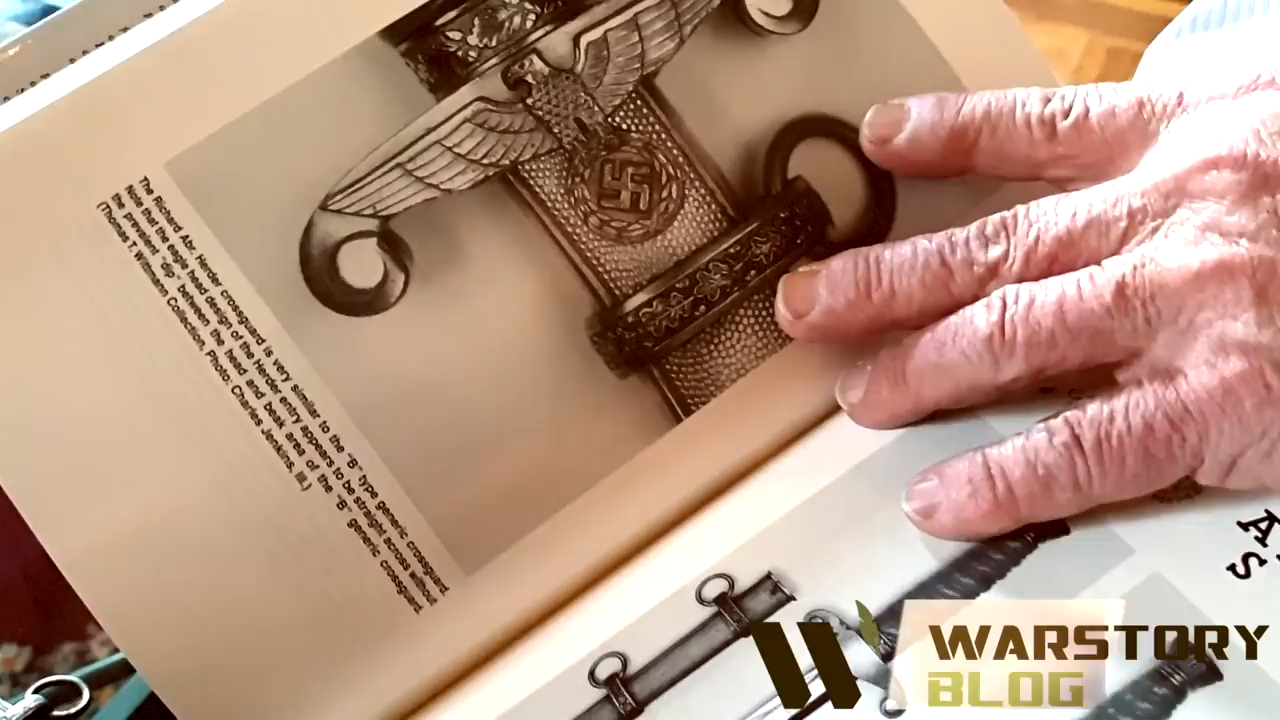 The Richard Abr. Herder crossguard is very similar to the "B" type generic crossguard.
Note that the eagle head design of the Herder entry appears to be straight across without
the prevalent "dip" between the head and beak area of the "B" generic crossguard.
(Thomas T. Wittmann Collection, Photo: Charles Jenkins, III.)
WARSTORY
BLOG